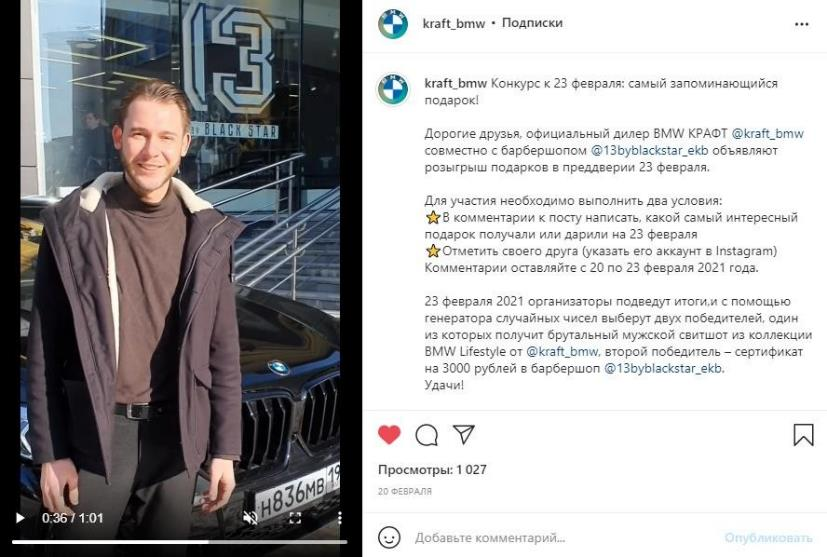 13
BY BLACK STAR
Н836МВ 19
0:36 / 1:01
kraft_bmw • Подписки
kraft_bmw Конкурс к 23 февраля: самый запоминающийся
подарок!
Дорогие друзья, официальный дилер BMW КРАФТ @kraft_bmw
совместно с барбершопом @13byblackstar_ekb объявляют
розыгрыш подарков в преддверии 23 февраля.
Для участия необходимо выполнить два условия:
⭐В комментарии к посту написать, какой самый интересный
подарок получали или дарили на 23 февраля
⭐Отметить своего друга (указать его аккаунт в Instagram)
Комментарии оставляйте с 20 по 23 февраля 2021 года.
23 февраля 2021 организаторы подведут итоги,и с помощью
генератора случайных чисел выберут двух победителей, один
из которых получит брутальный мужской свитшот из коллекции
BMW Lifestyle от @kraft_bmw, второй победитель – сертификат
на 3000 рублей в барбершоп @13byblackstar_ekb.
Удачи!
Просмотры: 1 027
20 ФЕВРАЛЯ
Добавьте комментарий...
Опубликовать